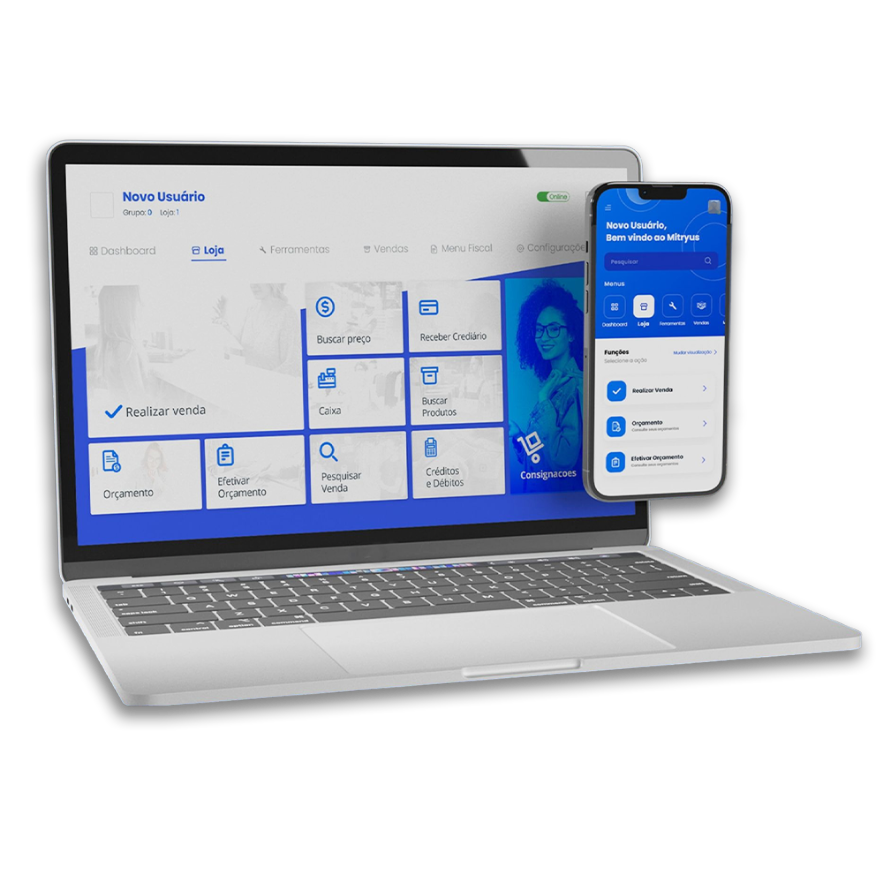 Novo Usuário
Grupo: 0 Loja: 1
Online
Dashboard
Loja
Ferramentas
Vendas
Menu Fiscal
Configuraçõe
Realizar venda
Buscar preço
Receber Crediário
Caixa
Buscar
Produtos
Orçamento
Efetivar
Orçamento
Pesquisar
Venda
Créditos
e Débitos
Consignacoes
Novo Usuário,
Bem vindo ao Mitryus
Pesquisar
Menus
Dashboard
Loja
Ferramentas
Vendas
Funções
Mudar visualização
Selecione a ação
Realizar Venda
Orçamento
Consulte seus orçamentos
Efetivar Orçamento
Consulte seus orçamentos